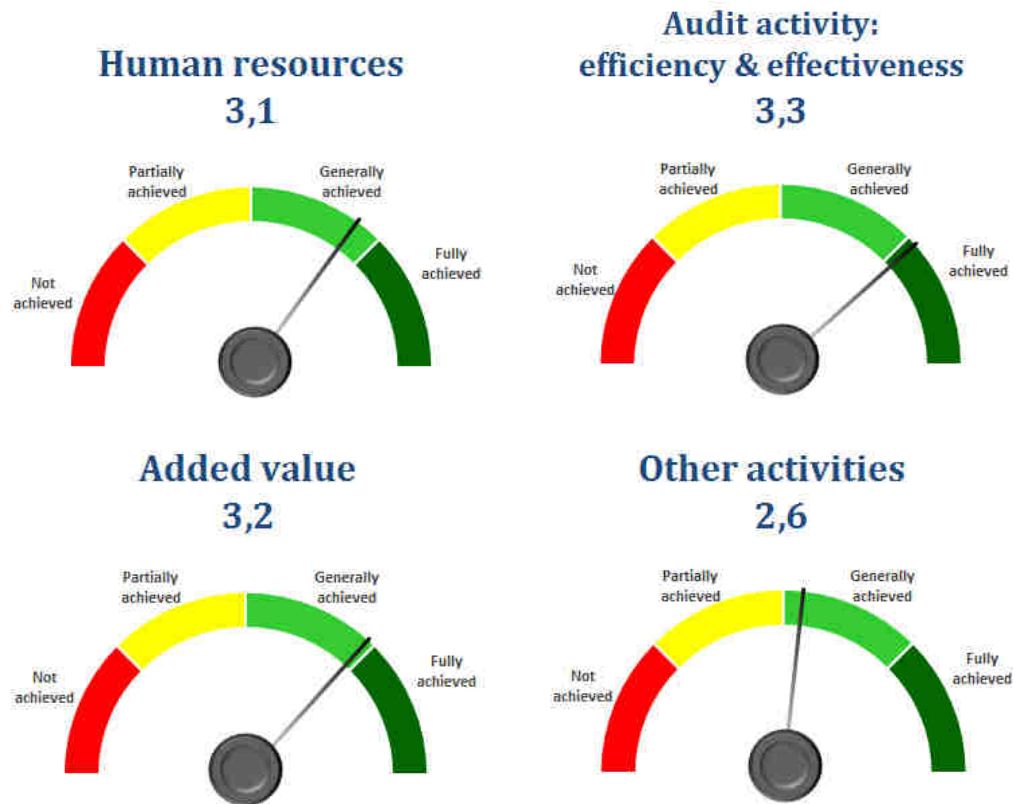 Human resources
3,1
Partially
achieved
Generally
achieved
Not
achieved
Fully
achieved
Audit activity:
efficiency & effectiveness
3,3
Partially
achieved
Generally
achieved
Not
achieved
Fully
achieved
Added value
3,2
Partially
achieved
Generally
achieved
Not
achieved
Fully
achieved
Other activities
2,6
Partially
achieved
Generally
achieved
Not
achieved
Fully
achieved